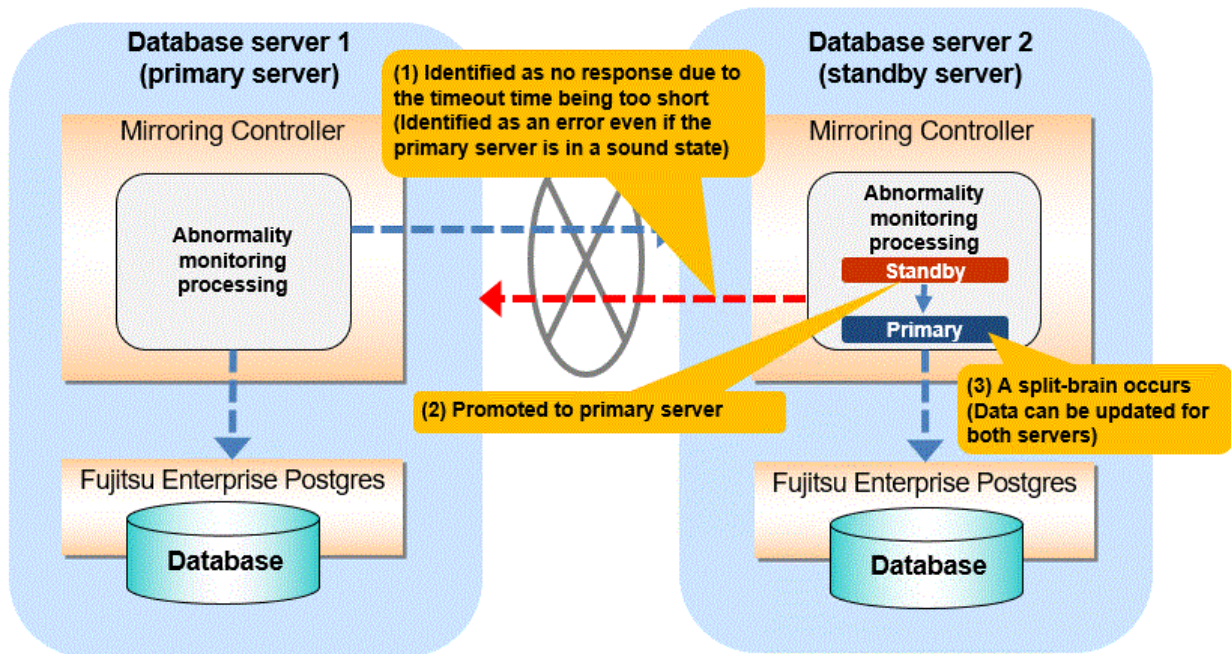 Database server 1
(primary server)
Mirroring Controller
Abnormality
monitoring
processing
Fujitsu Enterprise Postgres
Database
(1) Identified as no response due to
the timeout time being too short
(Identified as an error even if the
primary server is in a sound state)
(2) Promoted to primary server
Database server 2
(standby server)
Mirroring Controller
Abnormality
monitoring
processing
Standby
Primary
(3) A split-brain occurs
(Data can be updated for
both servers)
Fujitsu Enterprise Postgres
Database